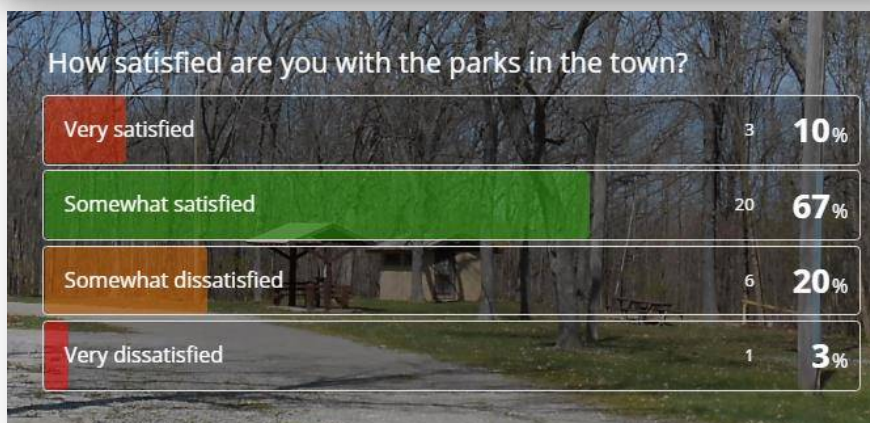 How satisfied are you with the parks in the town?
Very satisfied 3 10%
Somewhat satisfied 20 67%
Somewhat dissatisfied 6 20%
Very dissatisfied 1 3%